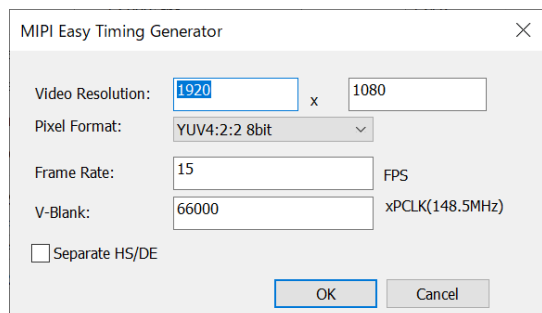 MIPI Easy Timing Generator
Video Resolution: 1920 x 1080
Pixel Format: YUV4:2:2 8bit
Frame Rate: 15 FPS
V-Blank: 66000 xPCLK(148.5MHz)
Separate HS/DE
OK Cancel